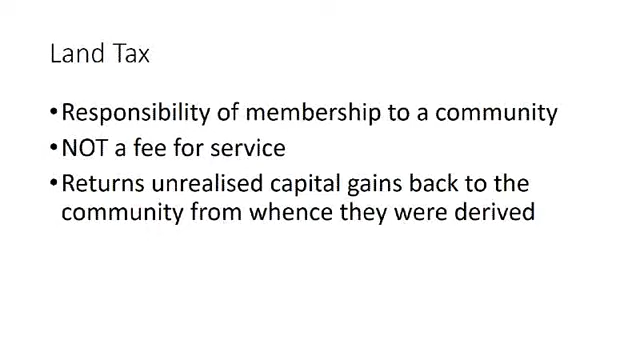 Land Tax
•Responsibility of membership to a community
•NOT a fee for service
•Returns unrealised capital gains back to the
community from whence they were derived